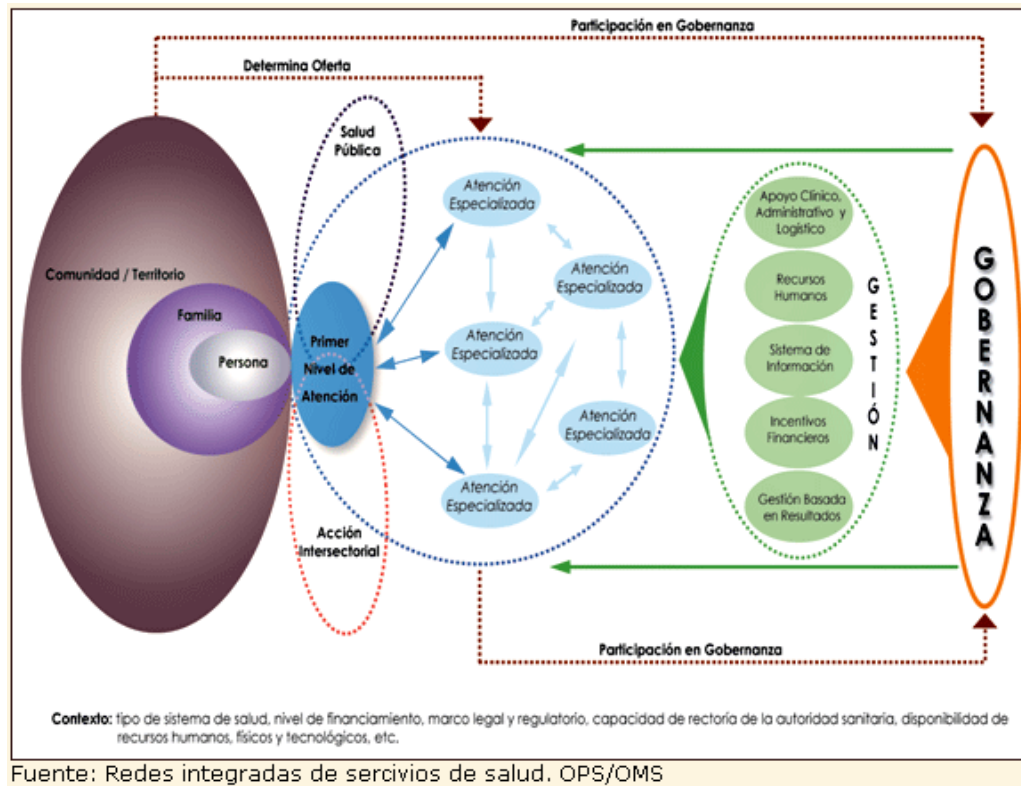 Participación en Gobernanza
Determina Oferta
Salud
Pública
Atención
Especializada
Apoyo Clínico,
Administrativo y
Logístico
Comunidad / Territorio
Atención
Especializada
Recursos
Humanos
GESTIÓN
GOBERNANZA
Familia
Persona
Primer
Nivel de
Atención
Atención
Especializada
Sistema de
Información
Atención
Especializada
Incentivos
Financieros
Atención
Especializada
Gestión Basada
en Resultados
Acción
Intersectorial
Participación en Gobernanza
Contexto: tipo de sistema de salud, nivel de financiamiento, marco legal y regulatorio, capacidad de rectoría de la autoridad sanitaria, disponibilidad de
recursos humanos, físicos y tecnológicos, etc.
Fuente: Redes integradas de sercivios de salud. OPS/OMS